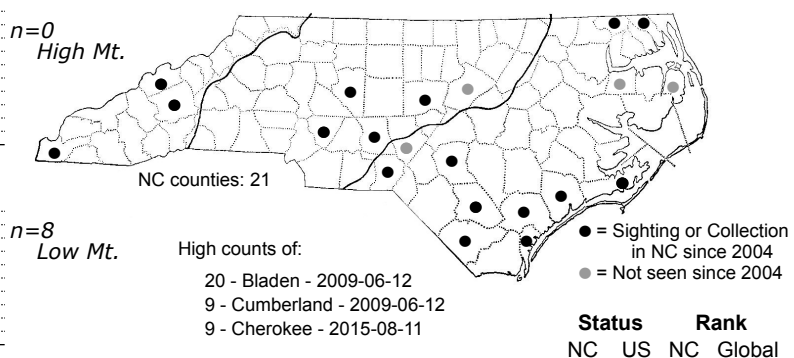 n=0
High Mt.
NC counties: 21
n=8
Low Mt.
High counts of:
20 - Bladen - 2009-06-12
9 - Cumberland - 2009-06-12
9 - Cherokee - 2015-08-11
● = Sighting or Collection
in NC since 2004
● = Not seen since 2004
Status Rank
NC US NC Global